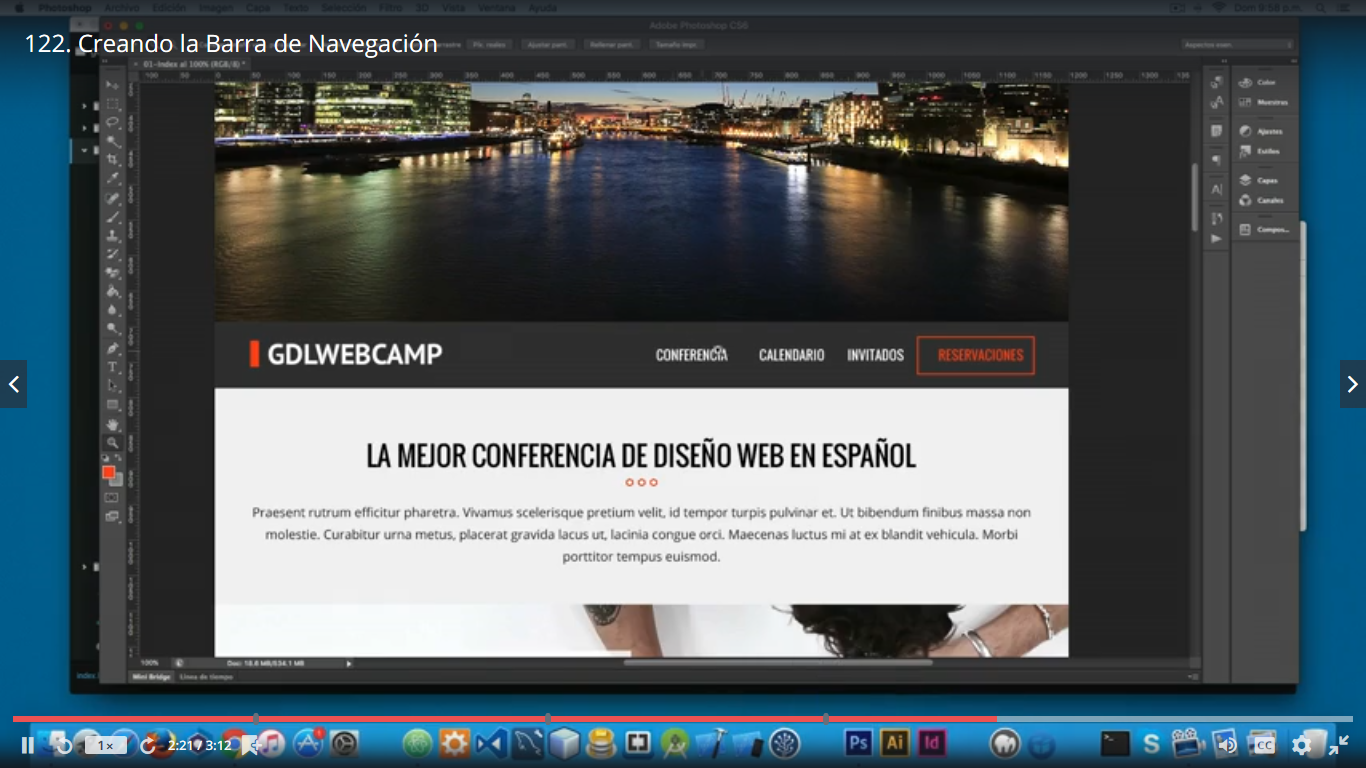 Photoshop Archivo Edición Imagen Capa Texto Selección Filtro 3D Vista Ventana Ayuda Dom 9:58 p.m.
Adobe Photoshop CS6
122. Creando la Barra de Navegación
Píx. reales Ajustar pant. Rellenar pant. Tamaño impr.
01-Index al 100% (RGB/8) *
Color
Muestras
Ajustes
Estilos
Capas
Canales
Compos...
GDLWEBCAMP CONFERENCIA CALENDARIO INVITADOS RESERVACIONES
LA MEJOR CONFERENCIA DE DISEÑO WEB EN ESPAÑOL
Praesent rutrum efficitur pharetra. Vivamus scelerisque pretium velit, id tempor turpis pulvinar et. Ut bibendum finibus massa non
molestie. Curabitur urna metus, placerat gravida lacus ut, lacinia congue orci. Maecenas luctus mi at ex blandit vehicula. Morbi
porttitor tempus euismod.
100% Doc: 18.8 MB/634.1 MB
Mini Bridge Línea de tiempo
1× 2:21 / 3:12
Ps Ai Id
S
CC